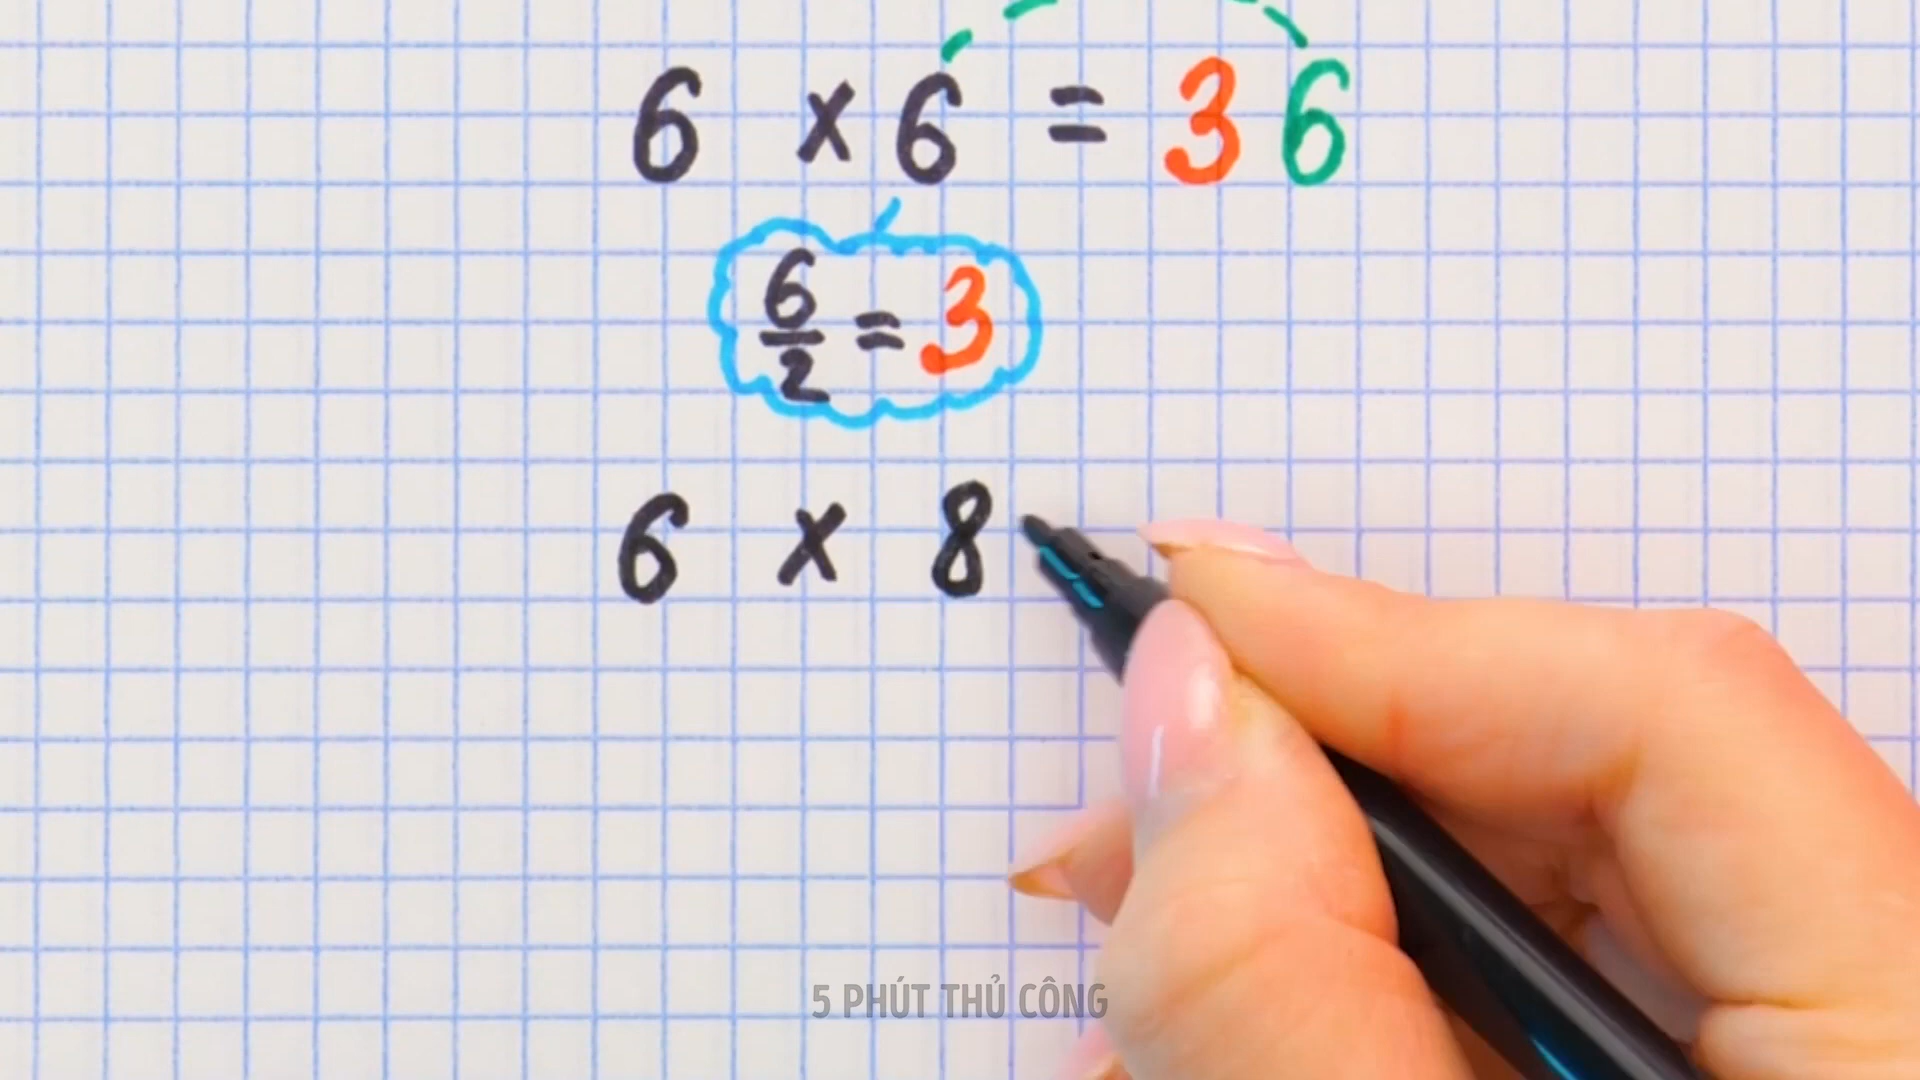 6 × 6 = 36
6/2 = 3
6 × 8
5 PHÚT THỦ CÔNG